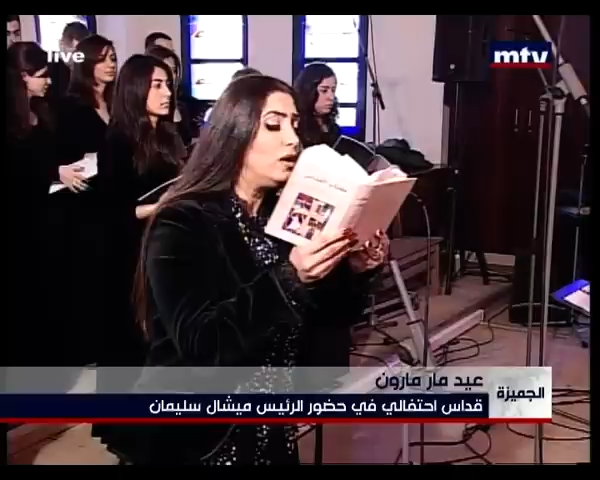 live
mtv
عيد مار مارون
الجميزة
قداس احتفالي في حضور الرئيس ميشال سليمان